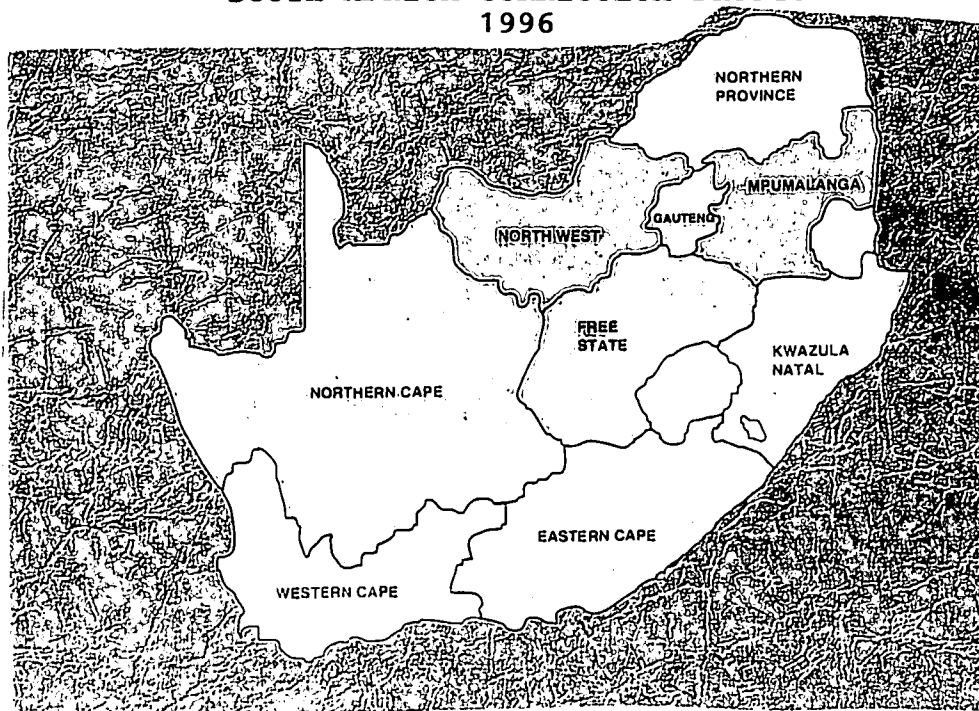 1996
NORTHERN
PROVINCE
MPUMALANGA
GAUTENG
NORTH WEST
FREE
STATE
KWAZULA
NATAL
NORTHERN CAPE
EASTERN CAPE
WESTERN CAPE